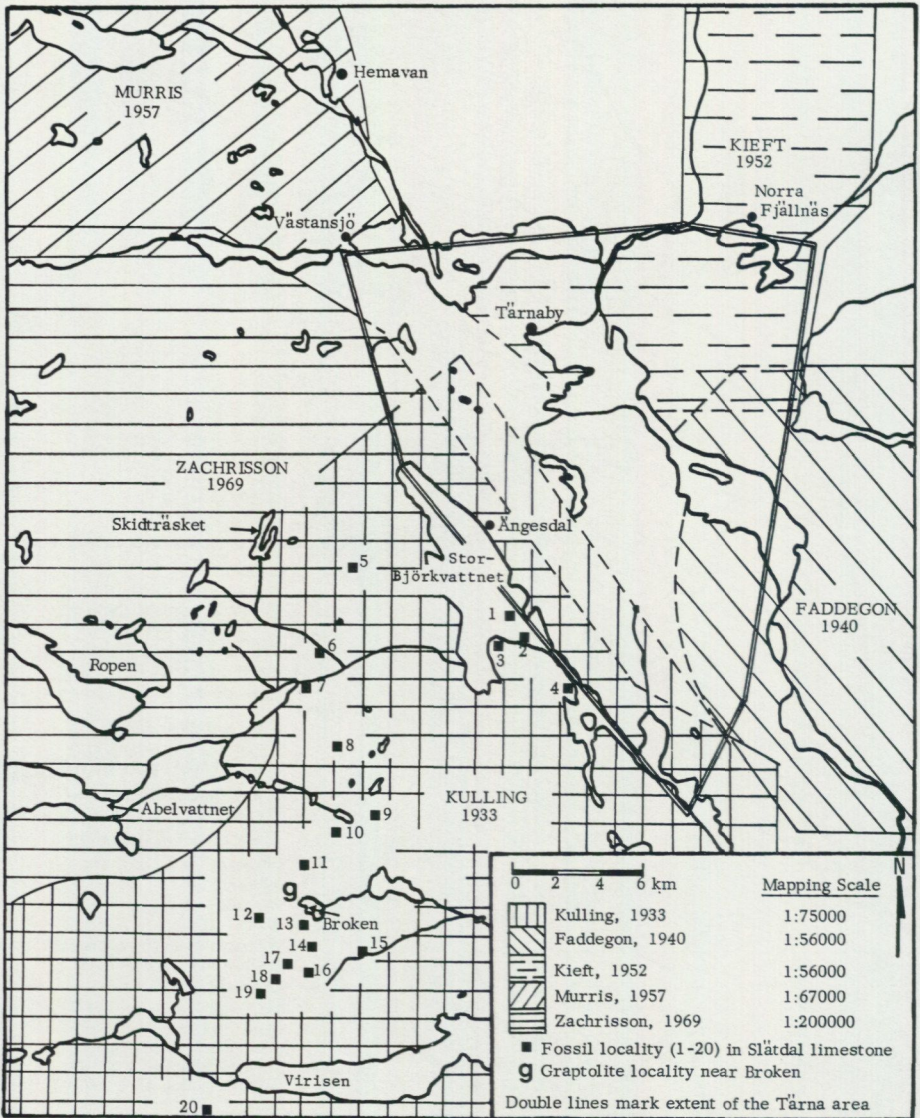 Hemavan
MURRIS
1957
KIEFT
1952
Norra
Fjällnäs
Västansjö
Tärnaby
ZACHRISSON
1969
Skidträsket
Ängesdal
Stor-
Björkvattnet
5
1
2
3
FADDEGON
1940
6
Ropen
7
4
8
KULLING
1933
Abelvattnet
9
10
11
g
12
13
Broken
14
15
17
16
18
19
Virisen
20
N
0 2 4 6 km
Mapping Scale
Kulling, 1933 1:75000
Faddegon, 1940 1:56000
Kieft, 1952 1:56000
Murris, 1957 1:67000
Zachrisson, 1969 1:200000
Fossil locality (1-20) in Slätdal limestone
g Graptolite locality near Broken
Double lines mark extent of the Tärna area